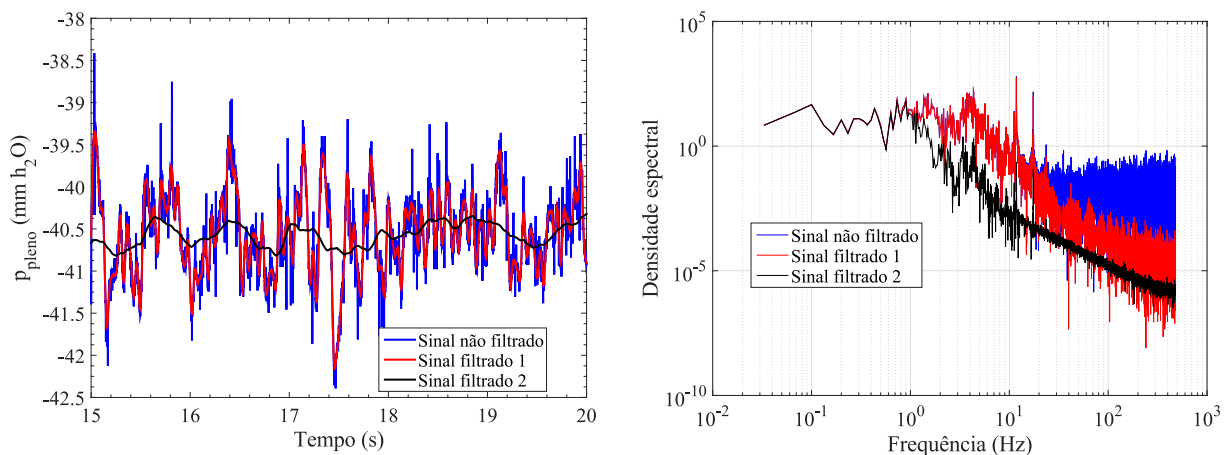 -38
-38.5
-39
-39.5
-40
-40.5
-41
-41.5
-42
-42.5
p_pleno (mm h_2O)
15 16 17 18 19 20
Tempo (s)
Sinal não filtrado
Sinal filtrado 1
Sinal filtrado 2
10^5
10^0
10^-5
10^-10
Densidade espectral
Sinal não filtrado
Sinal filtrado 1
Sinal filtrado 2
10^-2 10^-1 10^0 10^1 10^2 10^3
Frequência (Hz)